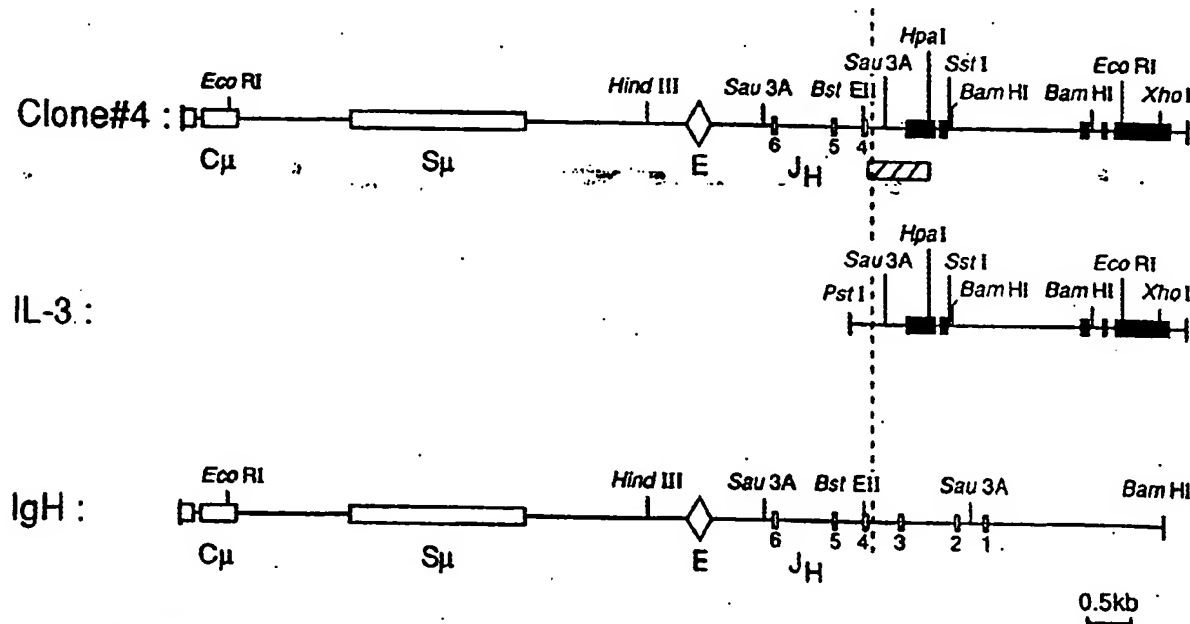 Hpa I
Sau 3A Sst I
Eco RI Hind III Sau 3A Bst EII Bam HI Bam HI Eco RI Xho I
Clone#4 :
6 5 4
Cμ Sμ E JH
Hpa I
Sau 3A Sst I Eco RI
Pst I Bam HI Bam HI Xho I
IL-3 :
Eco RI Hind III Sau 3A Bst EII Sau 3A Bam HI
IgH :
6 5 4 3 2 1
Cμ Sμ E JH
0.5kb